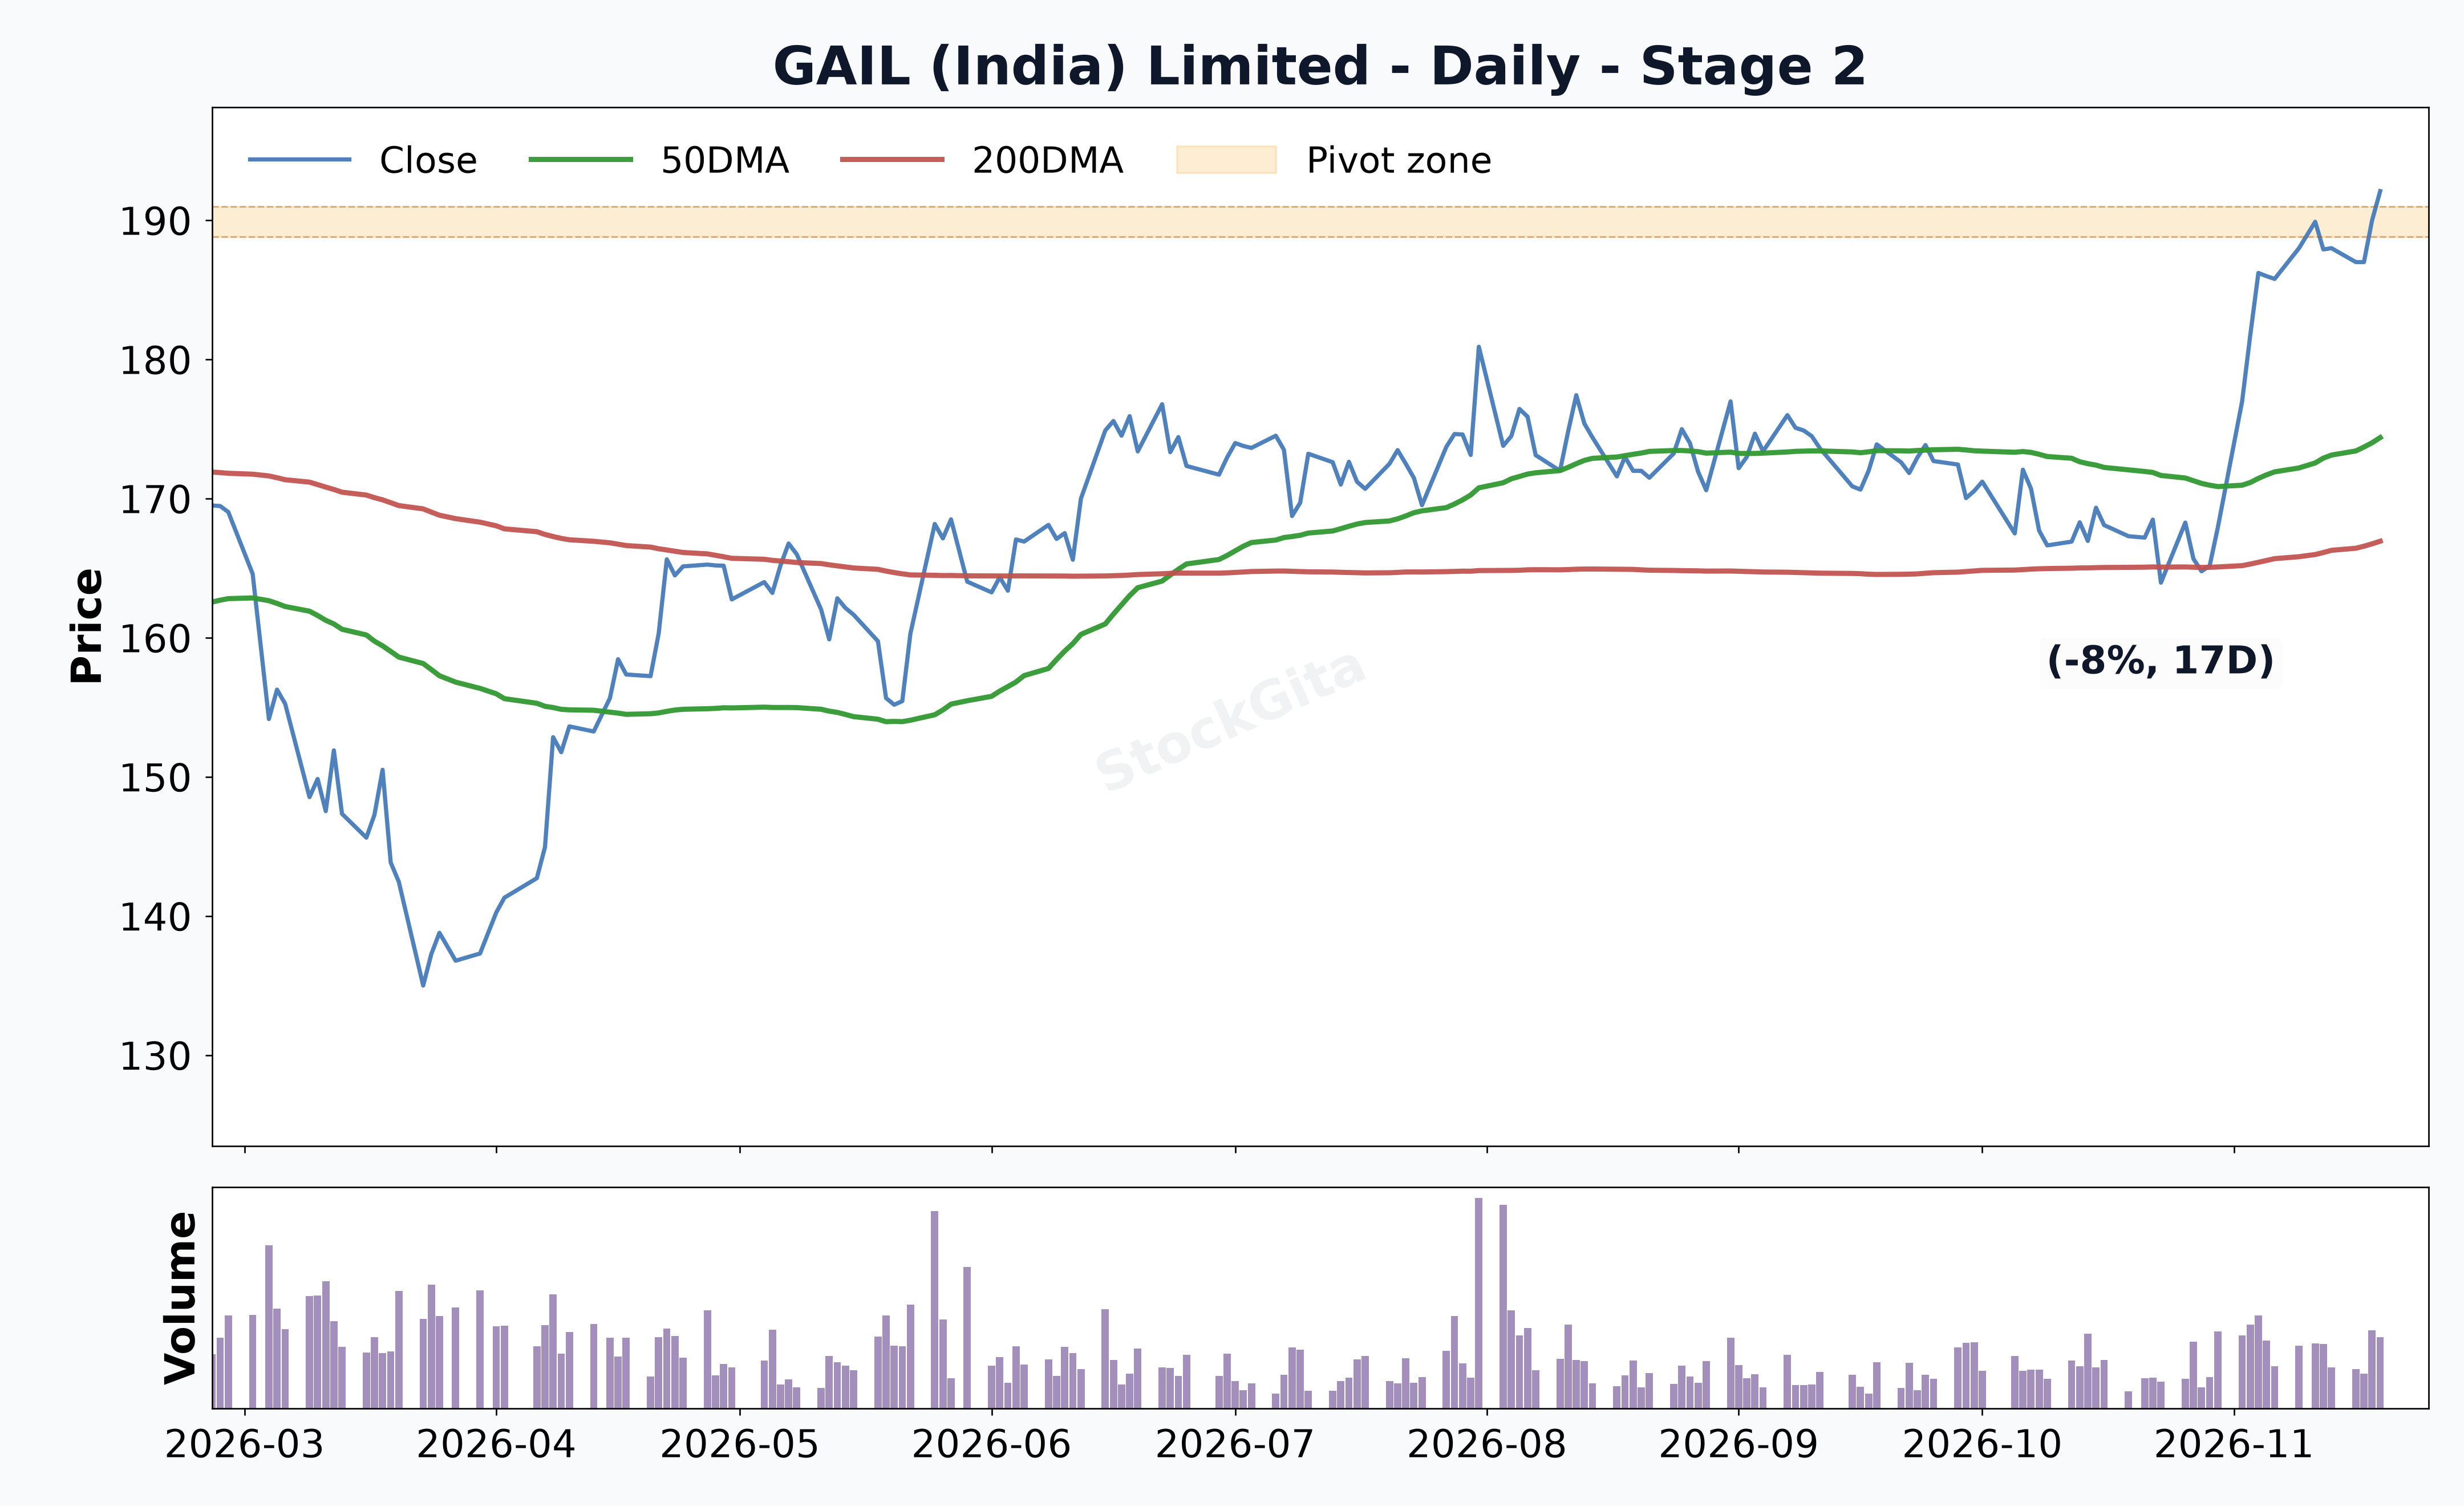 GAIL (India) Limited - Daily - Stage 2
Close 50DMA 200DMA Pivot zone
190
180
170
160
150
140
130
Price
(-8%, 17D)
StockGita
Volume
2026-03 2026-04 2026-05 2026-06 2026-07 2026-08 2026-09 2026-10 2026-11